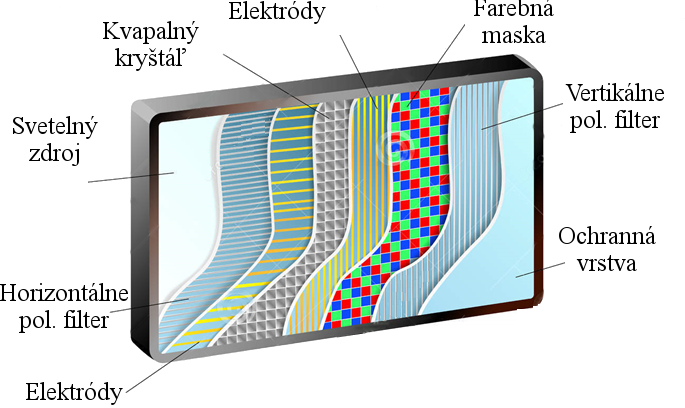 Elektródy
Farebná
maska
Kvapalný
kryštáľ
Vertikálne
pol. filter
Svetelný
zdroj
Ochranná
vrstva
Horizontálne
pol. filter
Elektródy